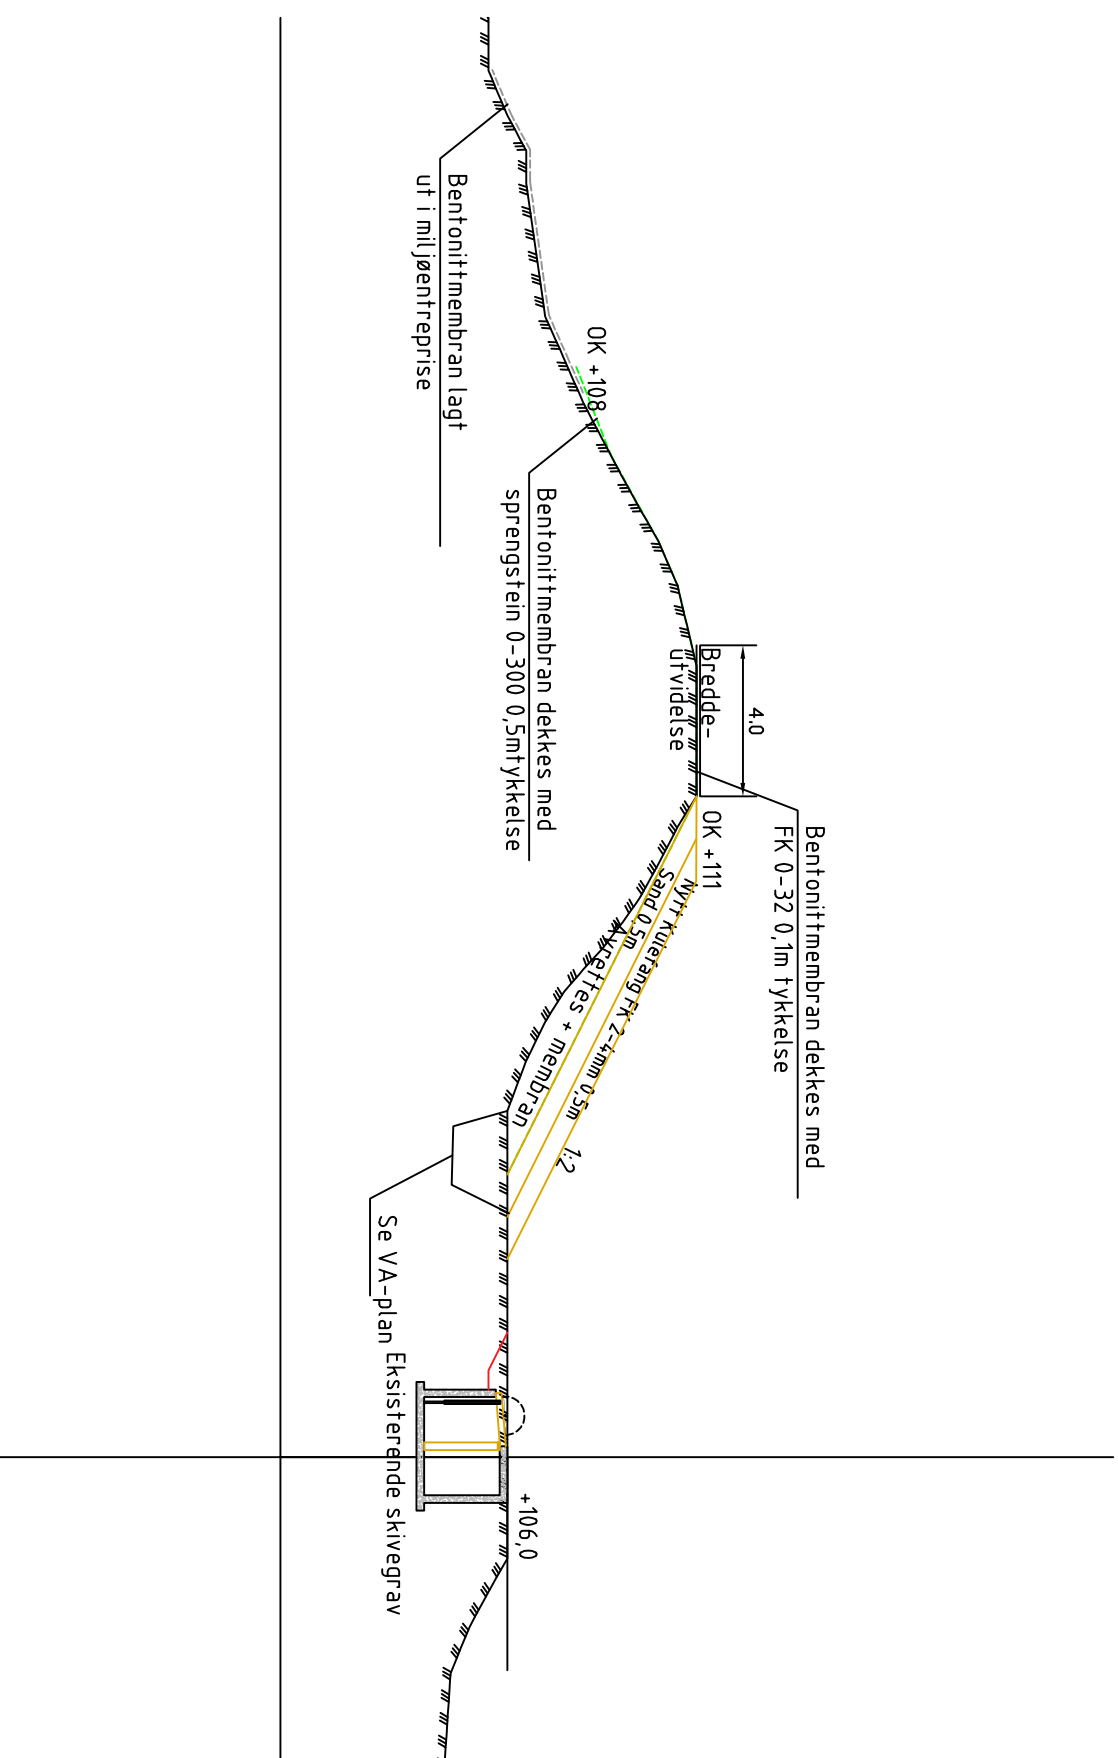 Bentonittmembran lagt
ut i miljøentreprise
OK +108
Bentonittmembran dekkes med
sprengstein 0-300 0,5mtykkelse
Bredde-
utvidelse
4.0
Bentonittmembran dekkes med
FK 0-32 0,1m tykkelse
OK +111
Nytt kulefang FK 2-4mm 0,5m
Sand 0,5m
Avrettes + membran
1:2
Se VA-plan
Eksisterende skivegrav
+106,0